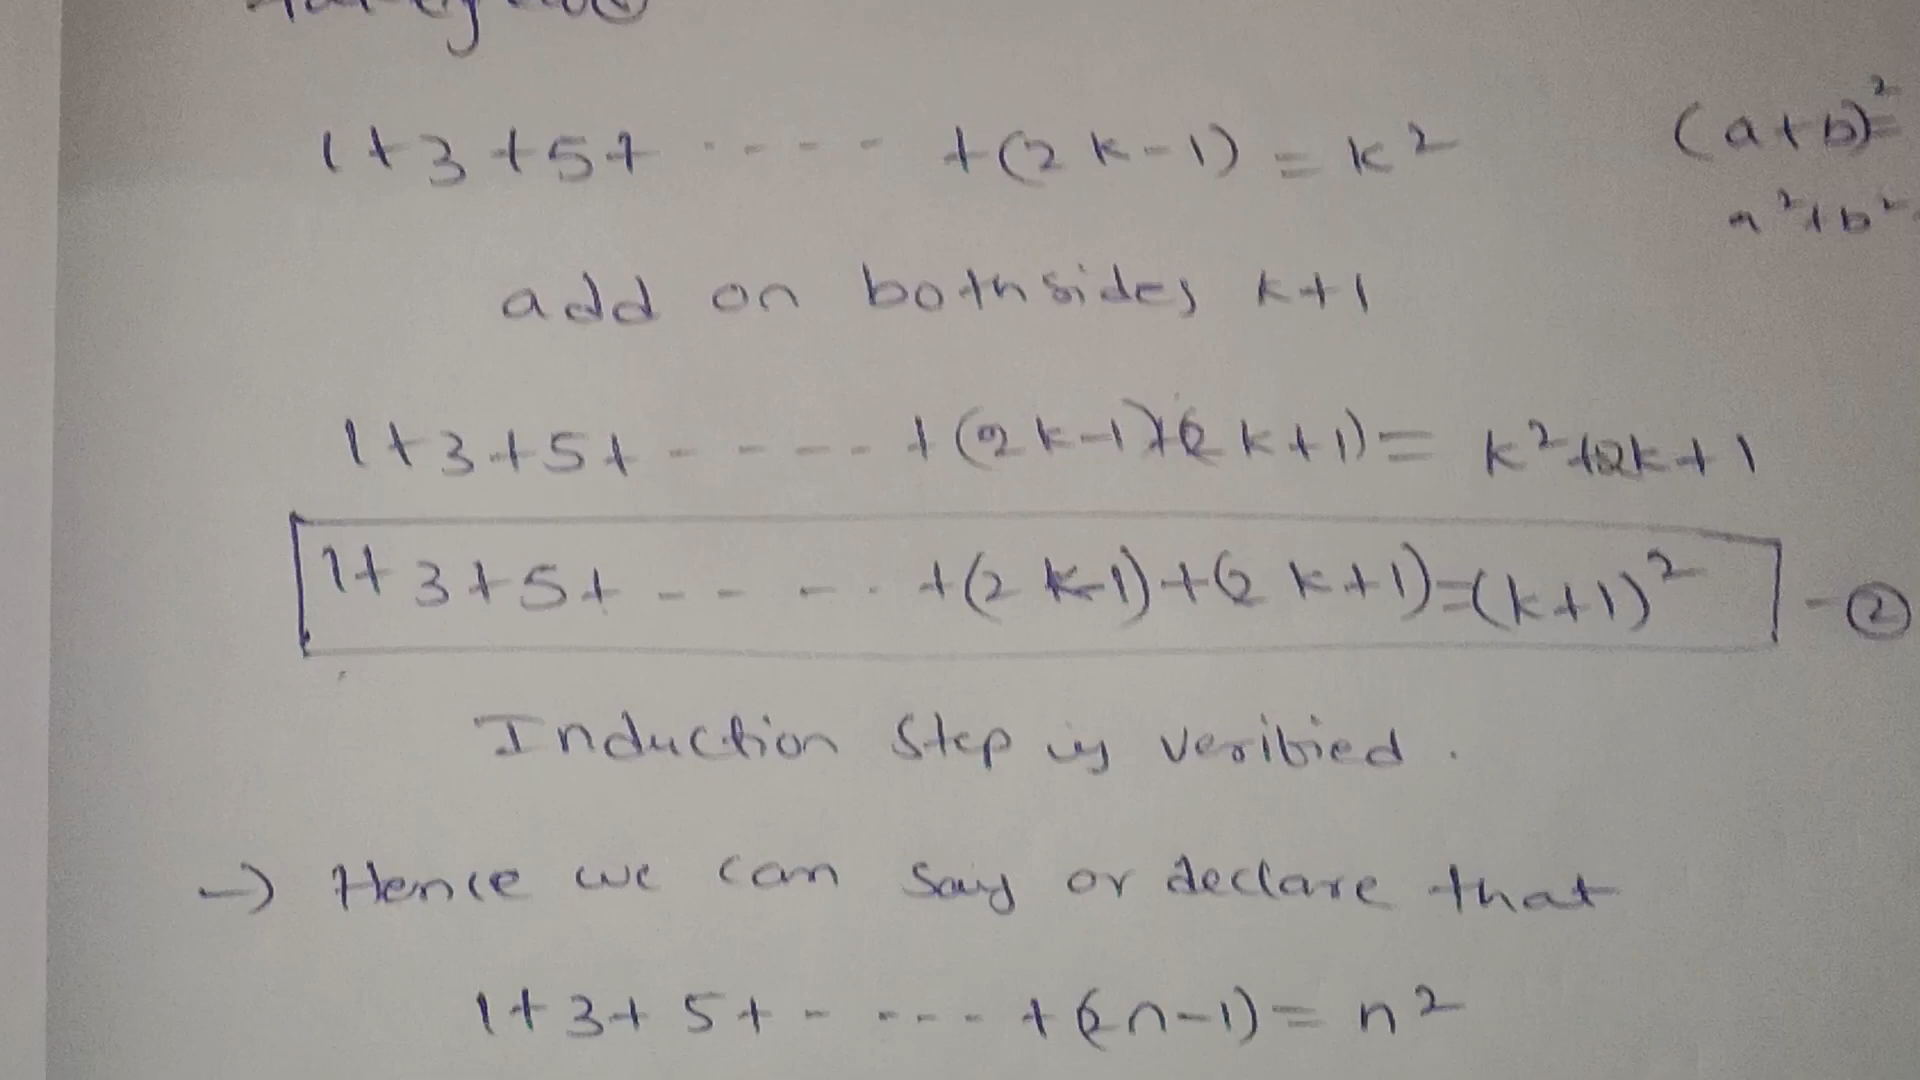 1+3+5+ ---- +(2k-1) = k²
(a+b)²=
a²+b²
add on both sides k+1
1+3+5+ ----- +(2k-1)+(2k+1) = k²+2k+1
1+3+5+ ----- +(2k-1)+(2k+1)=(k+1)² -②
Induction Step is veribied.
→ Hence we can say or declare that
1+3+5+ ---- +(2n-1) = n²